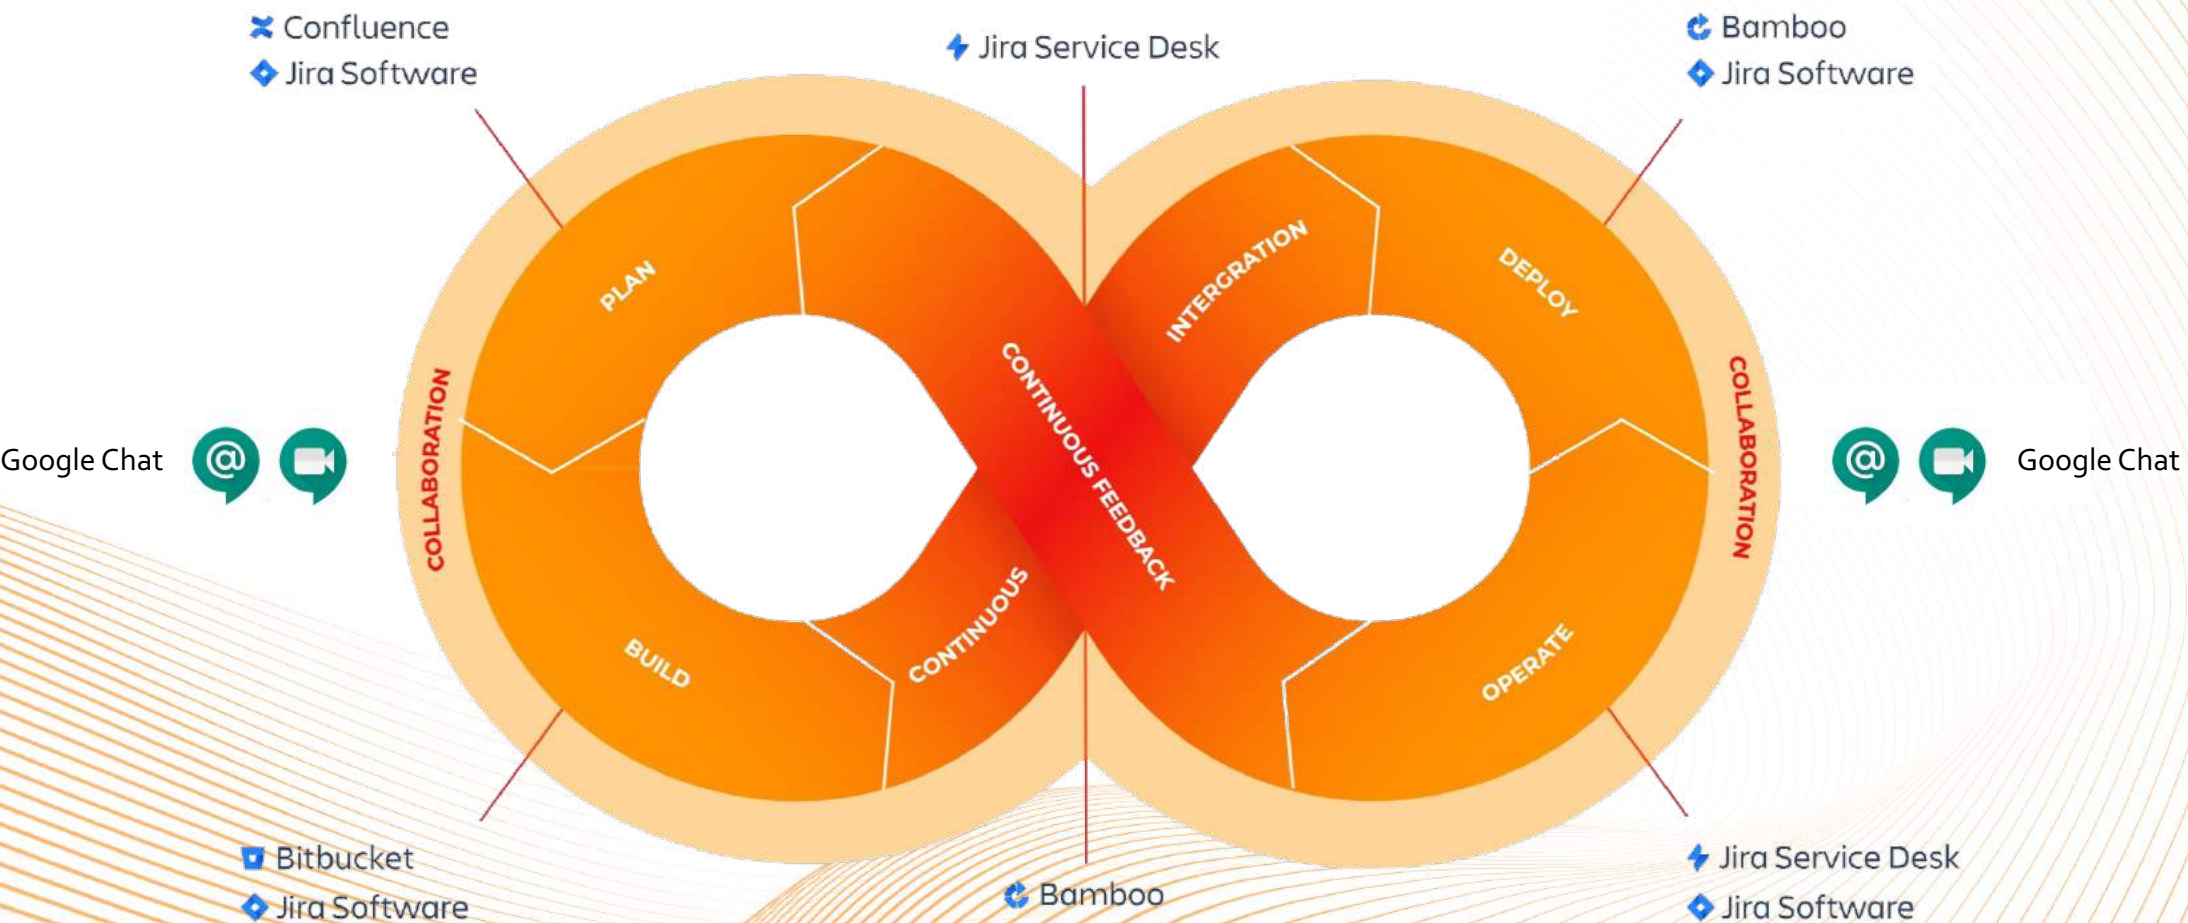 Confluence
Jira Software
Jira Service Desk
Bamboo
Jira Software
PLAN
INTERGRATION
DEPLOY
CONTINUOUS FEEDBACK
COLLABORATION
COLLABORATION
Google Chat
Google Chat
BUILD
CONTINUOUS
OPERATE
Bitbucket
Jira Software
Bamboo
Jira Service Desk
Jira Software